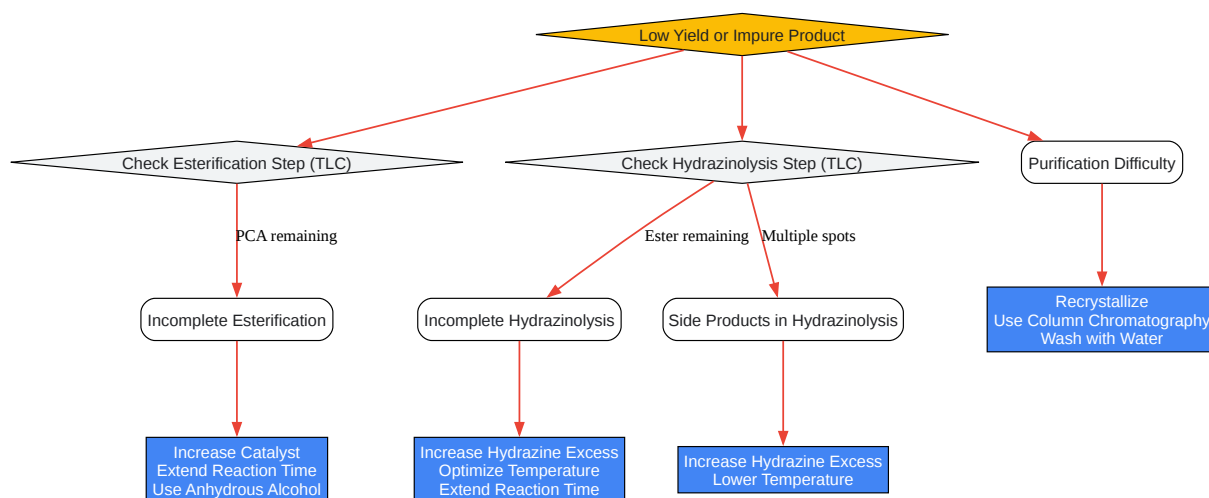 Low Yield or Impure Product
Check Esterification Step (TLC)
Check Hydrazinolysis Step (TLC)
Purification Difficulty
PCA remaining
Ester remaining
Multiple spots
Incomplete Esterification
Incomplete Hydrazinolysis
Side Products in Hydrazinolysis
Recrystallize
Use Column Chromatography
Wash with Water
Increase Catalyst
Extend Reaction Time
Use Anhydrous Alcohol
Increase Hydrazine Excess
Optimize Temperature
Extend Reaction Time
Increase Hydrazine Excess
Lower Temperature